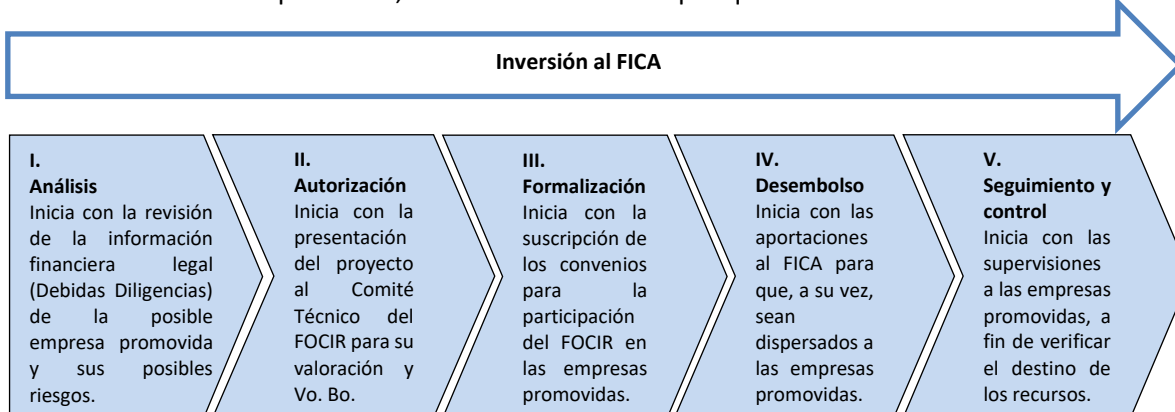 Inversión al FICA
I.
Análisis
Inicia con la revisión
de la información
financiera legal
(Debidas Diligencias)
de la posible
empresa promovida
y sus posibles
riesgos.
II.
Autorización
Inicia con la
presentación
del proyecto
al Comité
Técnico del
FOCIR para su
valoración y
Vo. Bo.
III.
Formalización
Inicia con la
suscripción de
los convenios
para la
participación
del FOCIR en
las empresas
promovidas.
IV.
Desembolso
Inicia con las
aportaciones
al FICA para
que, a su vez,
sean
dispersados a
las empresas
promovidas.
V.
Seguimiento y
control
Inicia con las
supervisiones
a las empresas
promovidas, a
fin de verificar
el destino de
los recursos.